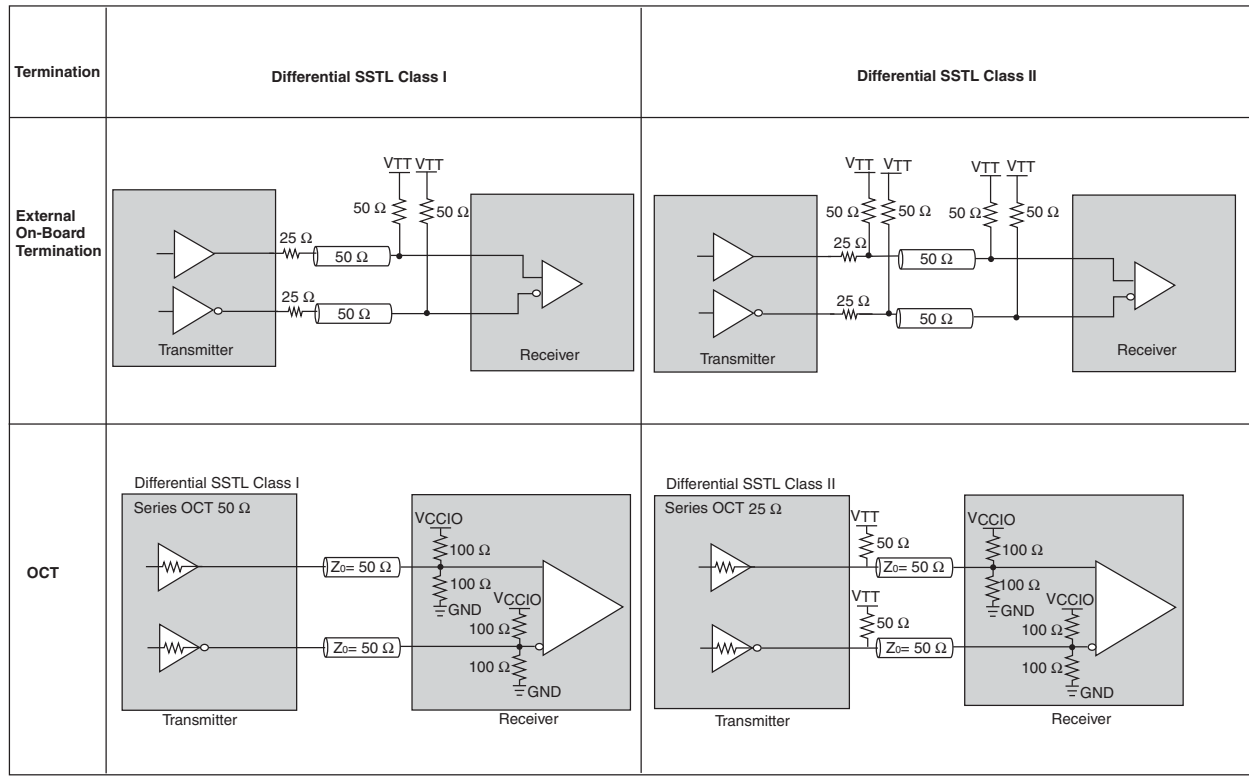 Termination
Differential SSTL Class I
Differential SSTL Class II
External
On-Board
Termination
VTT VTT
50 Ω
50 Ω
25 Ω
50 Ω
25 Ω
50 Ω
Transmitter
Receiver
VTT VTT
VTT VTT
50 Ω
50 Ω
50 Ω
50 Ω
25 Ω
50 Ω
25 Ω
50 Ω
Transmitter
Receiver
OCT
Differential SSTL Class I
Series OCT 50 Ω
VCCIO
100 Ω
Z0= 50 Ω
100 Ω
GND
VCCIO
100 Ω
Z0= 50 Ω
100 Ω
GND
Transmitter
Receiver
Differential SSTL Class II
Series OCT 25 Ω
VTT
50 Ω
VCCIO
100 Ω
Z0= 50 Ω
100 Ω
GND
VTT
50 Ω
VCCIO
100 Ω
Z0= 50 Ω
100 Ω
GND
Transmitter
Receiver